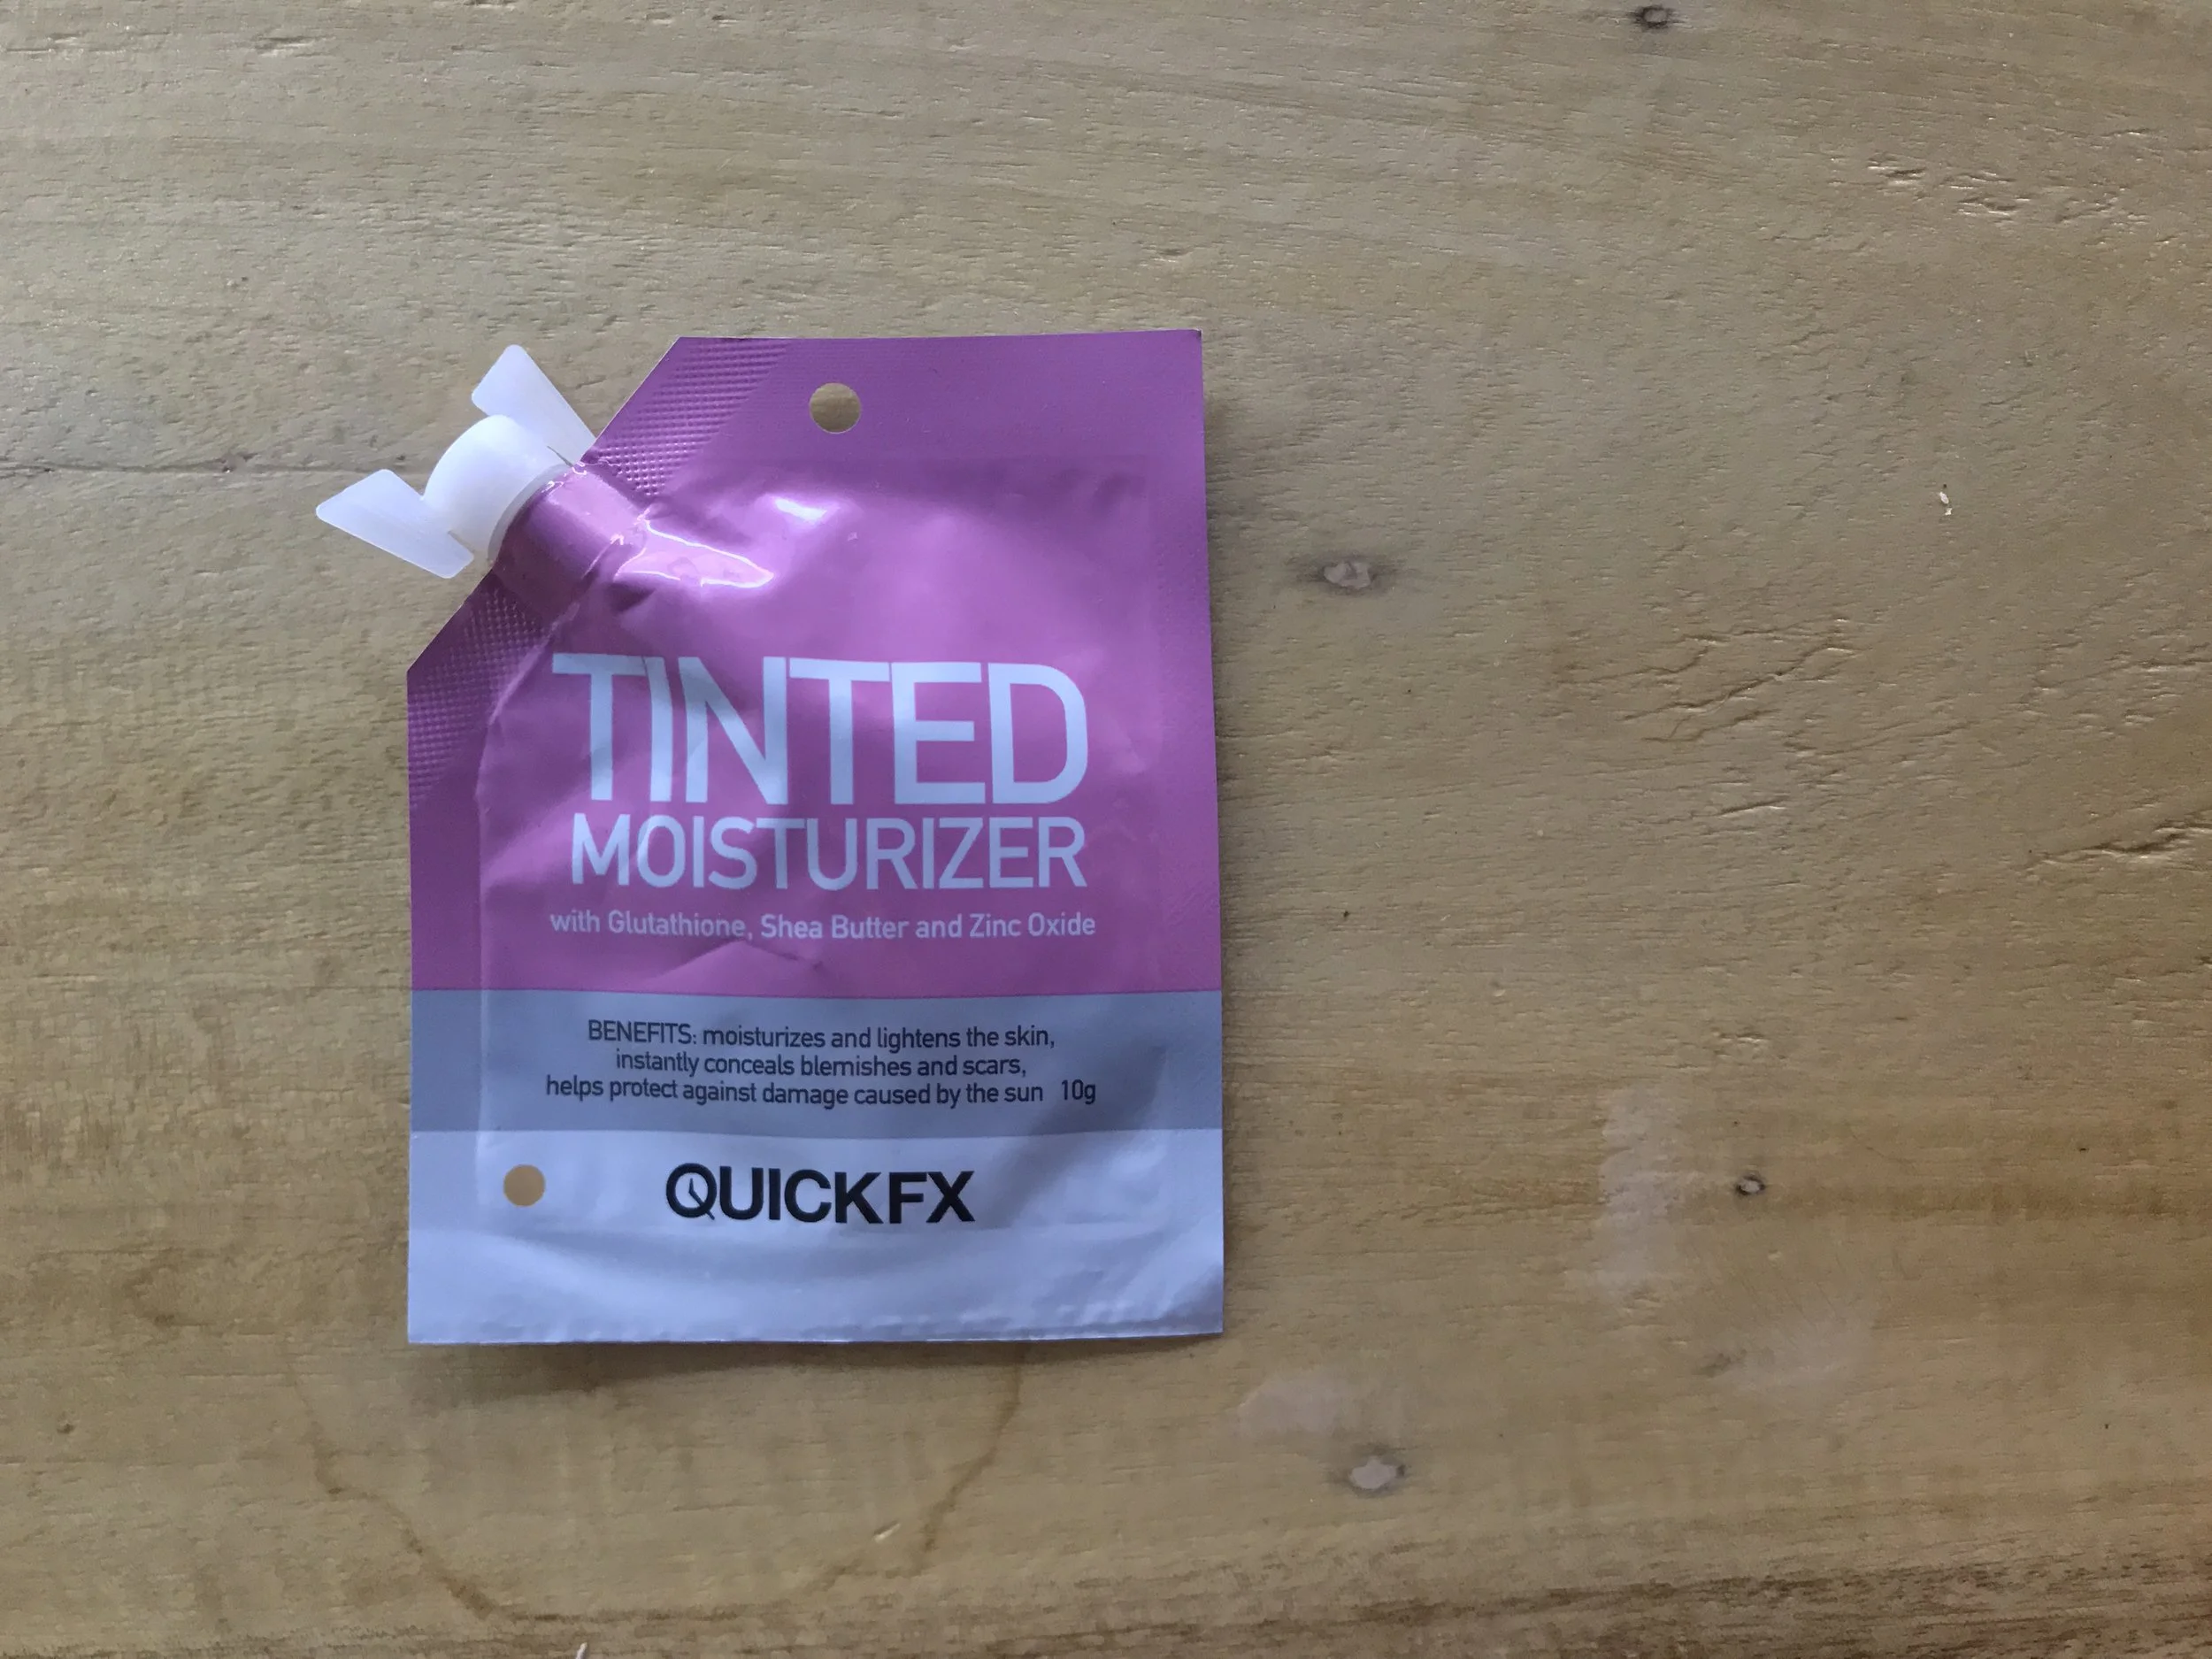 TINTED
MOISTURIZER
with Glutathione, Shea Butter and Zinc Oxide
BENEFITS: moisturizes and lightens the skin,
instantly conceals blemishes and scars,
helps protect against damage caused by the sun 10g
QUICKFX